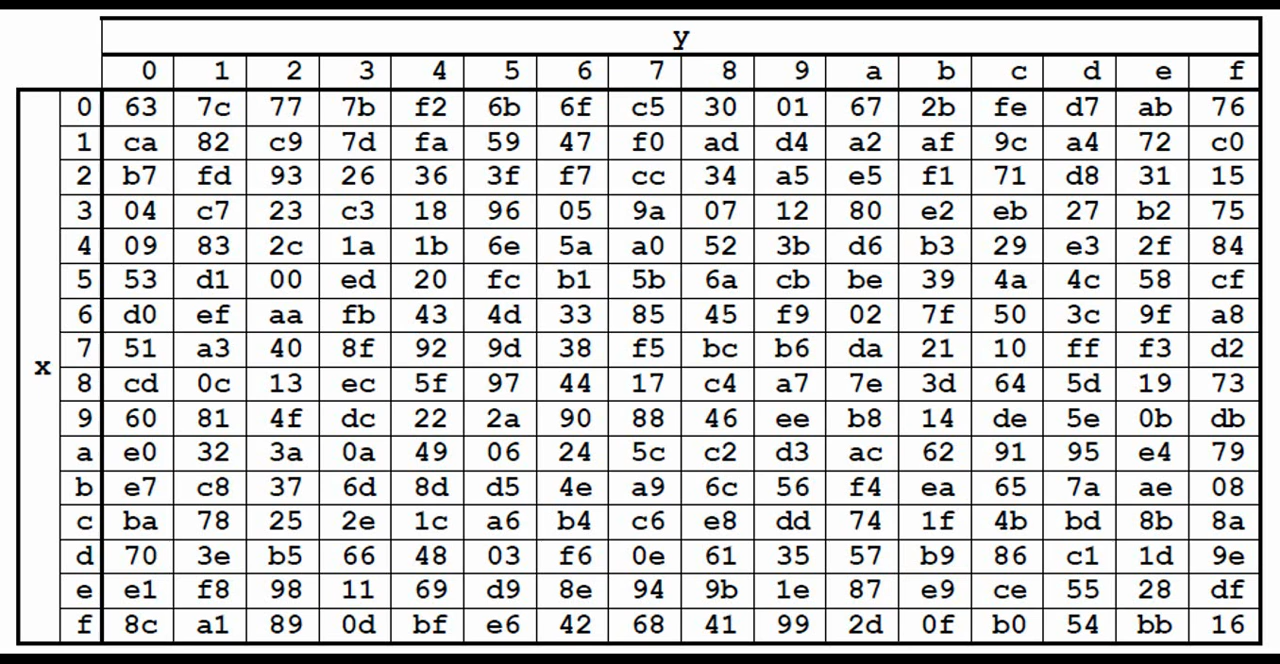 y
0 1 2 3 4 5 6 7 8 9 a b c d e f
0 63 7c 77 7b f2 6b 6f c5 30 01 67 2b fe d7 ab 76
1 ca 82 c9 7d fa 59 47 f0 ad d4 a2 af 9c a4 72 c0
2 b7 fd 93 26 36 3f f7 cc 34 a5 e5 f1 71 d8 31 15
3 04 c7 23 c3 18 96 05 9a 07 12 80 e2 eb 27 b2 75
4 09 83 2c 1a 1b 6e 5a a0 52 3b d6 b3 29 e3 2f 84
5 53 d1 00 ed 20 fc b1 5b 6a cb be 39 4a 4c 58 cf
6 d0 ef aa fb 43 4d 33 85 45 f9 02 7f 50 3c 9f a8
7 51 a3 40 8f 92 9d 38 f5 bc b6 da 21 10 ff f3 d2
x
8 cd 0c 13 ec 5f 97 44 17 c4 a7 7e 3d 64 5d 19 73
9 60 81 4f dc 22 2a 90 88 46 ee b8 14 de 5e 0b db
a e0 32 3a 0a 49 06 24 5c c2 d3 ac 62 91 95 e4 79
b e7 c8 37 6d 8d d5 4e a9 6c 56 f4 ea 65 7a ae 08
c ba 78 25 2e 1c a6 b4 c6 e8 dd 74 1f 4b bd 8b 8a
d 70 3e b5 66 48 03 f6 0e 61 35 57 b9 86 c1 1d 9e
e e1 f8 98 11 69 d9 8e 94 9b 1e 87 e9 ce 55 28 df
f 8c a1 89 0d bf e6 42 68 41 99 2d 0f b0 54 bb 16